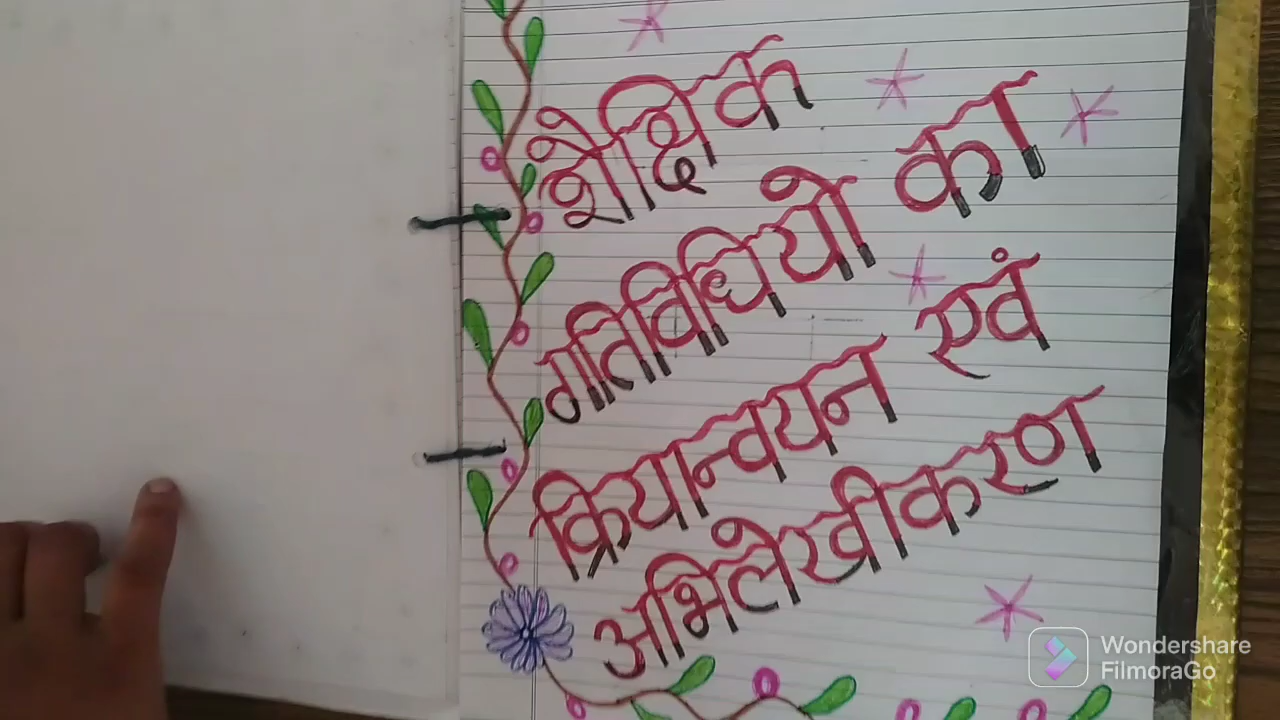 शैक्षिक
गतिविधियो का
क्रियान्वयन एवं
अभिलेखीकरण
Wondershare
FilmoraGo